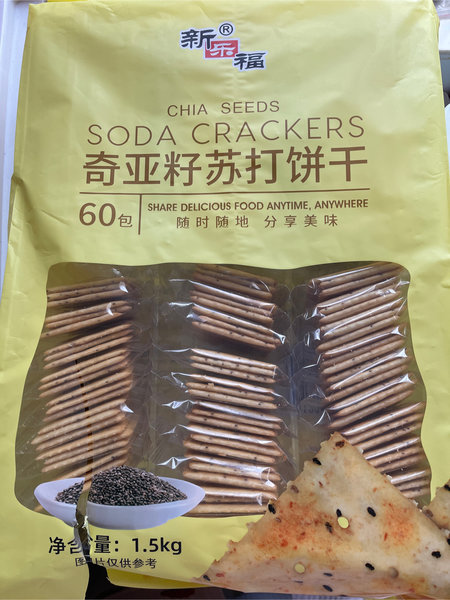 新乐福®
CHIA SEEDS
SODA CRACKERS
奇亚籽苏打饼干
60包
SHARE DELICIOUS FOOD ANYTIME, ANYWHERE
随时随地 分享美味
净含量：1.5kg
图片仅供参考